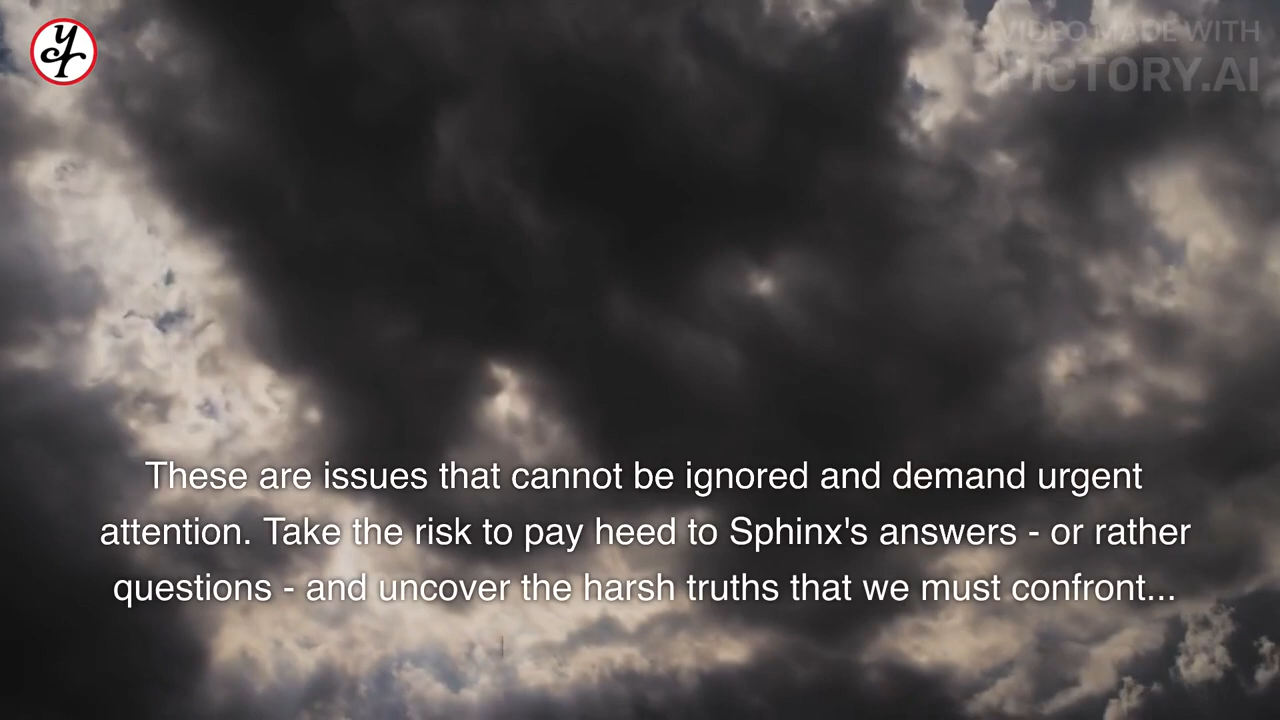 VIDEO MADE WITH
PICTORY.AI
These are issues that cannot be ignored and demand urgent
attention. Take the risk to pay heed to Sphinx's answers - or rather
questions - and uncover the harsh truths that we must confront...